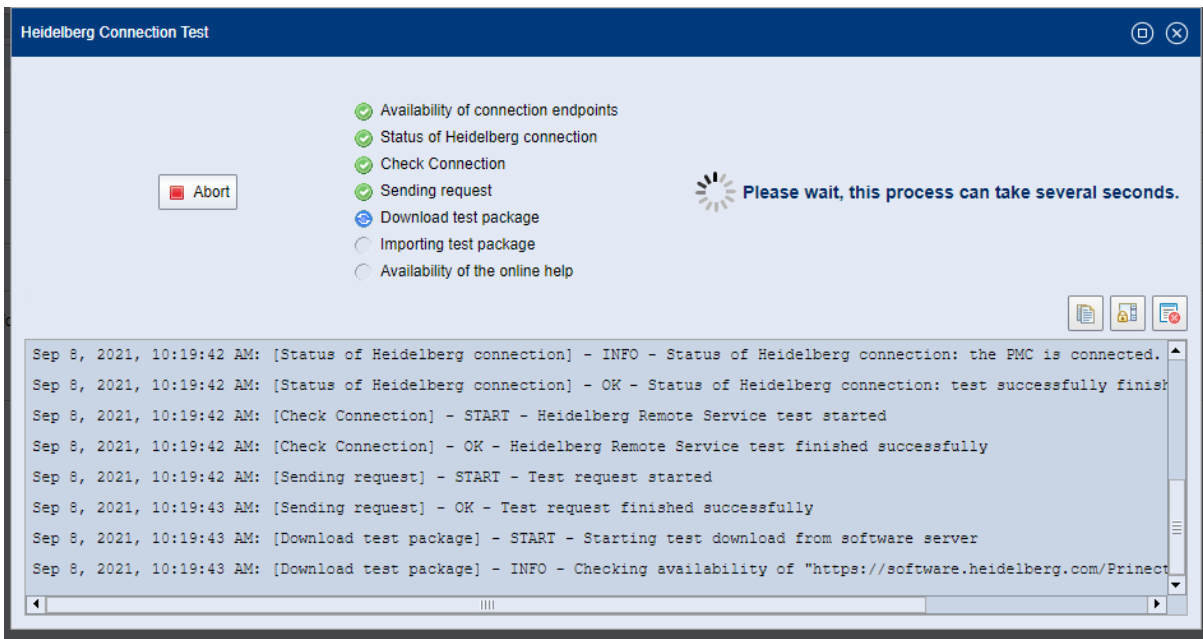 Heidelberg Connection Test
Availability of connection endpoints
Status of Heidelberg connection
Check Connection
Sending request
Download test package
Importing test package
Availability of the online help
Abort
Please wait, this process can take several seconds.
Sep 8, 2021, 10:19:42 AM: [Status of Heidelberg connection] - INFO - Status of Heidelberg connection: the PMC is connected.
Sep 8, 2021, 10:19:42 AM: [Status of Heidelberg connection] - OK - Status of Heidelberg connection: test successfully finish
Sep 8, 2021, 10:19:42 AM: [Check Connection] - START - Heidelberg Remote Service test started
Sep 8, 2021, 10:19:42 AM: [Check Connection] - OK - Heidelberg Remote Service test finished successfully
Sep 8, 2021, 10:19:42 AM: [Sending request] - START - Test request started
Sep 8, 2021, 10:19:43 AM: [Sending request] - OK - Test request finished successfully
Sep 8, 2021, 10:19:43 AM: [Download test package] - START - Starting test download from software server
Sep 8, 2021, 10:19:43 AM: [Download test package] - INFO - Checking availability of "https://software.heidelberg.com/Prinect